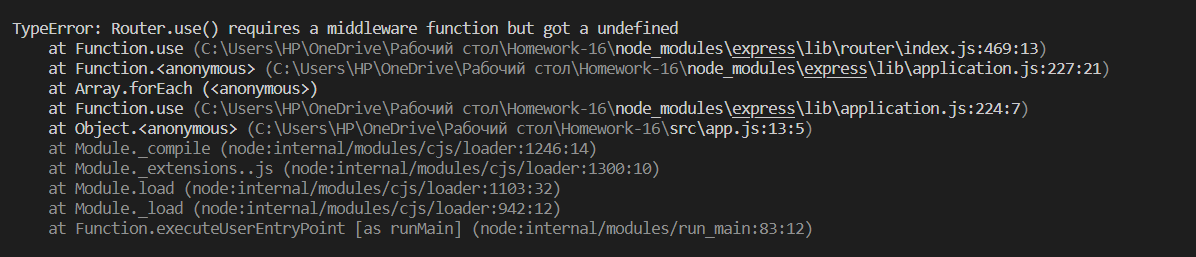 TypeError: Router.use() requires a middleware function but got a undefined
    at Function.use (C:\Users\HP\OneDrive\Рабочий стол\Homework-16\node_modules\express\lib\router\index.js:469:13)
    at Function.<anonymous> (C:\Users\HP\OneDrive\Рабочий стол\Homework-16\node_modules\express\lib\application.js:227:21)
    at Array.forEach (<anonymous>)
    at Function.use (C:\Users\HP\OneDrive\Рабочий стол\Homework-16\node_modules\express\lib\application.js:224:7)
    at Object.<anonymous> (C:\Users\HP\OneDrive\Рабочий стол\Homework-16\src\app.js:13:5)
    at Module._compile (node:internal/modules/cjs/loader:1246:14)
    at Module._extensions..js (node:internal/modules/cjs/loader:1300:10)
    at Module.load (node:internal/modules/cjs/loader:1103:32)
    at Module._load (node:internal/modules/cjs/loader:942:12)
    at Function.executeUserEntryPoint [as runMain] (node:internal/modules/run_main:83:12)